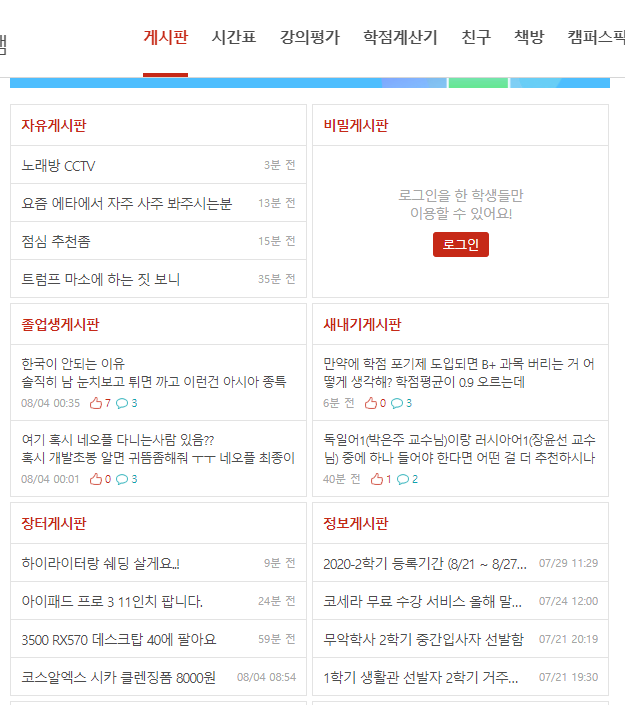 게시판 시간표 강의평가 학점계산기 친구 책방 캠퍼스픽
자유게시판
노래방 CCTV 3분 전
요즘 에타에서 자주 사주 봐주시는분 13분 전
점심 추천좀 15분 전
트럼프 마소에 하는 짓 보니 35분 전
비밀게시판
로그인을 한 학생들만
이용할 수 있어요!
로그인
졸업생게시판
한국이 안되는 이유
솔직히 남 눈치보고 튀면 까고 이런건 아시아 종특
08/04 00:35 7 3
여기 혹시 네오플 다니는사람 있음??
혹시 개발초봉 알면 귀뜸좀해줘 ㅜㅜ 네오플 최종이
08/04 00:01 0 3
새내기게시판
만약에 학점 포기제 도입되면 B+ 과목 버리는 거 어
떻게 생각해? 학점평균이 0.9 오르는데
6분 전 0 3
독일어1(박은주 교수님)이랑 러시아어1(장윤선 교수
님) 중에 하나 들어야 한다면 어떤 걸 더 추천하시나
40분 전 1 2
장터게시판
하이라이터랑 쉐딩 살게요..! 9분 전
아이패드 프로 3 11인치 팝니다. 24분 전
3500 RX570 데스크탑 40에 팔아요 59분 전
코스알엑스 시카 클렌징폼 8000원 08/04 08:54
정보게시판
2020-2학기 등록기간 (8/21 ~ 8/27... 07/29 11:29
코세라 무료 수강 서비스 올해 말... 07/24 12:00
무악학사 2학기 중간입사자 선발함 07/21 20:19
1학기 생활관 선발자 2학기 거주... 07/21 19:30